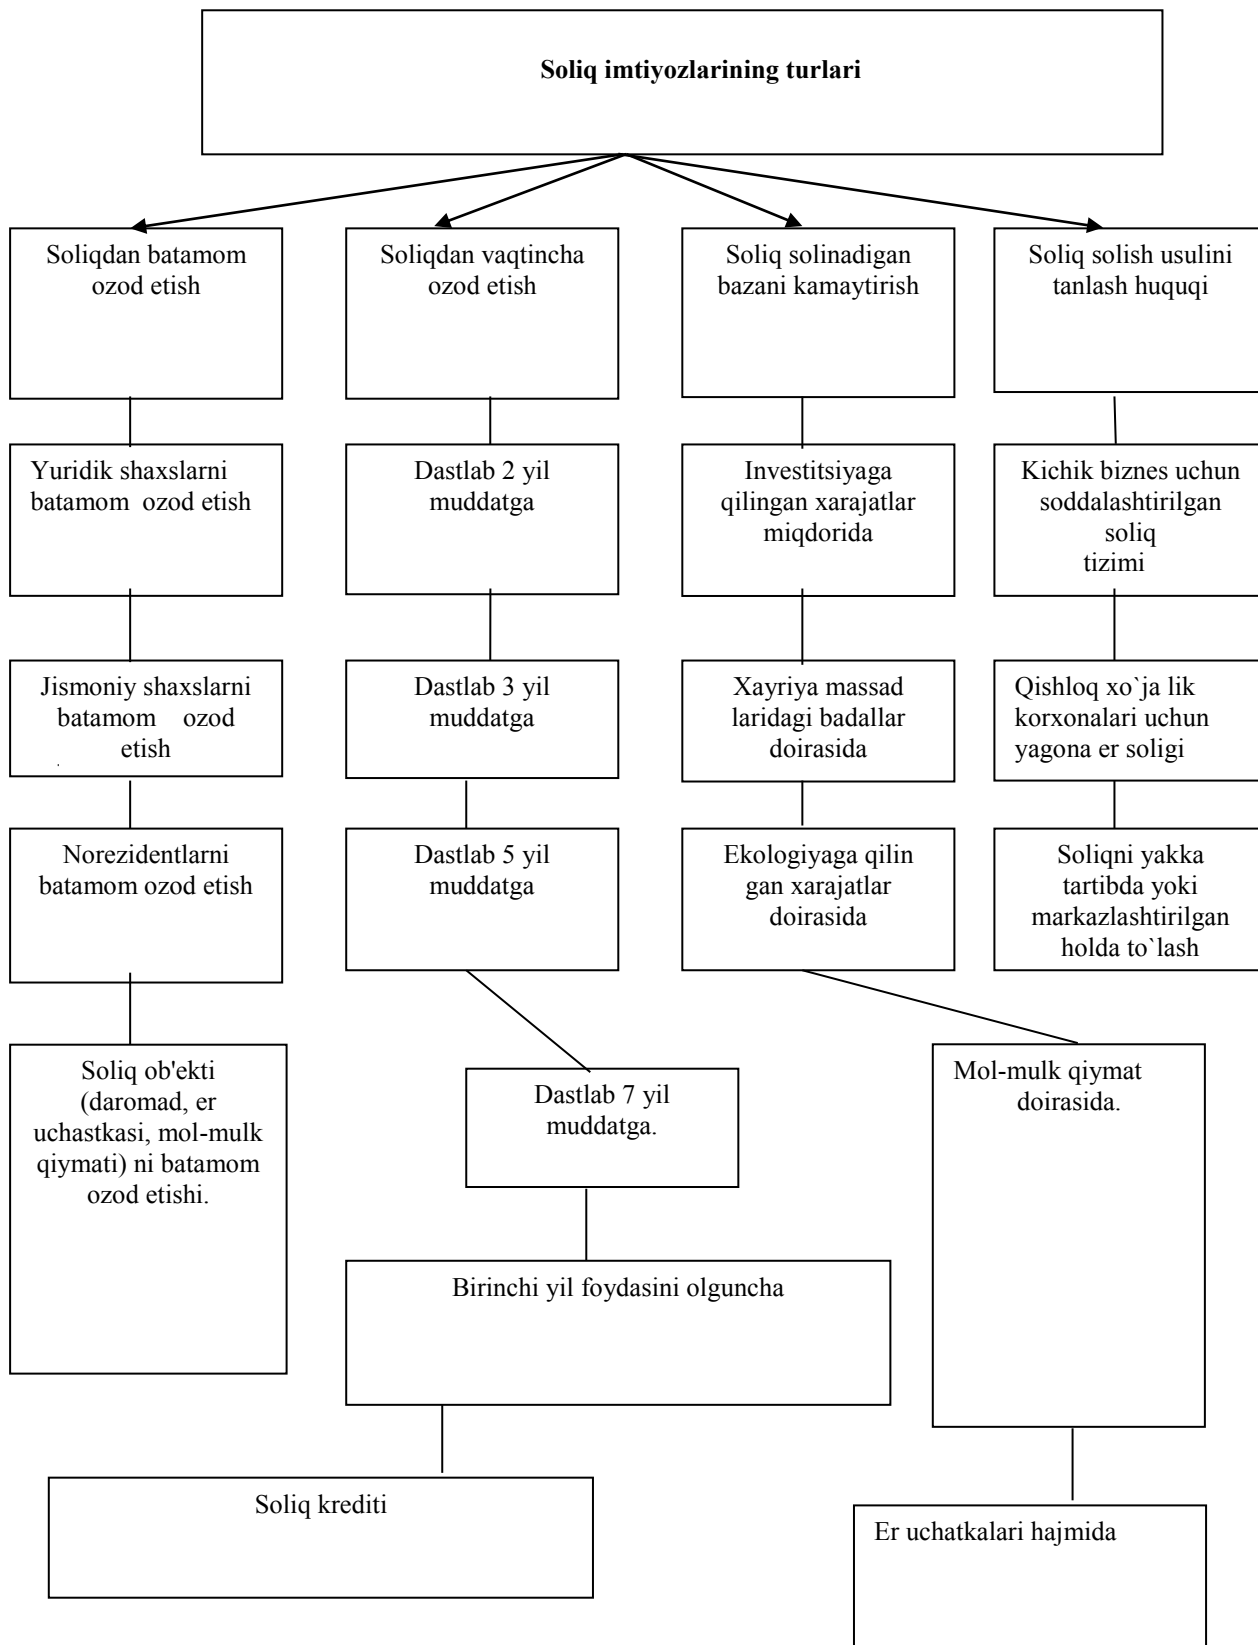 Soliq imtiyozlarining turlari
Soliqdan batamom
ozod etish
Soliqdan vaqtincha
ozod etish
Soliq solinadigan
bazani kamaytirish
Soliq solish usulini
tanlash huquqi
Yuridik shaxslarni
batamom ozod etish
Dastlab 2 yil
muddatga
Investitsiyaga
qilingan xarajatlar
miqdorida
Kichik biznes uchun
soddalashtirilgan
soliq
tizimi
Jismoniy shaxslarni
batamom ozod
etish
Dastlab 3 yil
muddatga
Xayriya massad
laridagi badallar
doirasida
Qishloq xo`ja lik
korxonalari uchun
yagona er soligi
Norezidentlarni
batamom ozod etish
Dastlab 5 yil
muddatga
Ekologiyaga qilin
gan xarajatlar
doirasida
Soliqni yakka
tartibda yoki
markazlashtirilgan
holda to`lash
Soliq ob'ekti
(daromad, er
uchastkasi, mol-mulk
qiymati) ni batamom
ozod etishi.
Dastlab 7 yil
muddatga.
Mol-mulk qiymat
doirasida.
Birinchi yil foydasini olguncha
Soliq krediti
Er uchatkalari hajmida